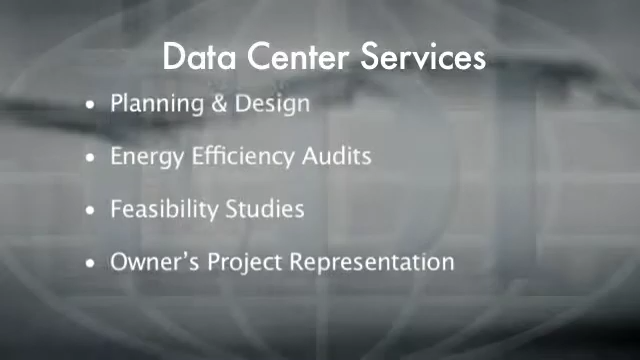 Data Center Services
• Planning & Design
• Energy Efficiency Audits
• Feasibility Studies
• Owner's Project Representation